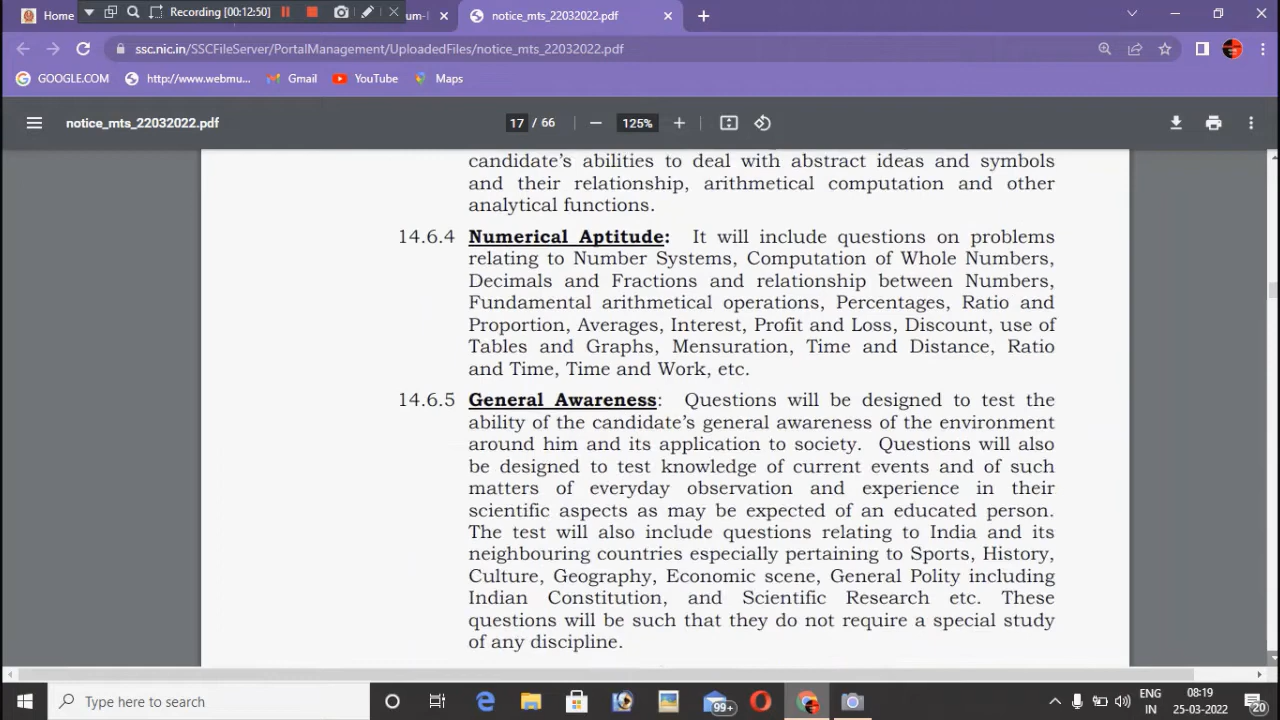 Home
Recording [00:12:50]
um-l
notice_mts_22032022.pdf
ssc.nic.in/SSCFileServer/PortalManagement/UploadedFiles/notice_mts_22032022.pdf
GOOGLE.COM
http://www.webmu...
Gmail
YouTube
Maps
notice_mts_22032022.pdf
17 / 66
125%
candidate's abilities to deal with abstract ideas and symbols
and their relationship, arithmetical computation and other
analytical functions.
14.6.4 Numerical Aptitude: It will include questions on problems
relating to Number Systems, Computation of Whole Numbers,
Decimals and Fractions and relationship between Numbers,
Fundamental arithmetical operations, Percentages, Ratio and
Proportion, Averages, Interest, Profit and Loss, Discount, use of
Tables and Graphs, Mensuration, Time and Distance, Ratio
and Time, Time and Work, etc.
14.6.5 General Awareness: Questions will be designed to test the
ability of the candidate's general awareness of the environment
around him and its application to society. Questions will also
be designed to test knowledge of current events and of such
matters of everyday observation and experience in their
scientific aspects as may be expected of an educated person.
The test will also include questions relating to India and its
neighbouring countries especially pertaining to Sports, History,
Culture, Geography, Economic scene, General Polity including
Indian Constitution, and Scientific Research etc. These
questions will be such that they do not require a special study
of any discipline.
Type here to search
99+
ENG
IN
08:19
25-03-2022
20